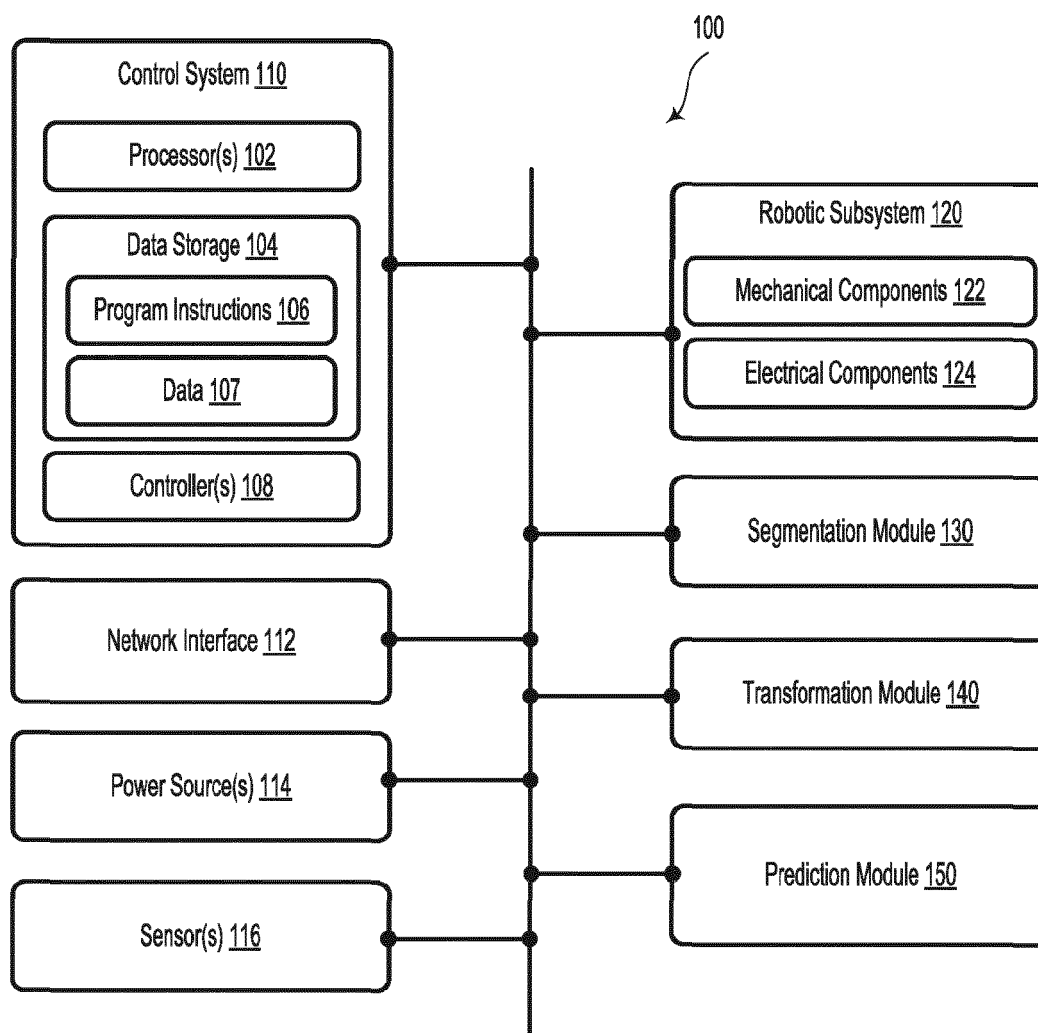 100
Control System 110
Processor(s) 102
Data Storage 104
Program Instructions 106
Data 107
Controller(s) 108
Network Interface 112
Power Source(s) 114
Sensor(s) 116
Robotic Subsystem 120
Mechanical Components 122
Electrical Components 124
Segmentation Module 130
Transformation Module 140
Prediction Module 150